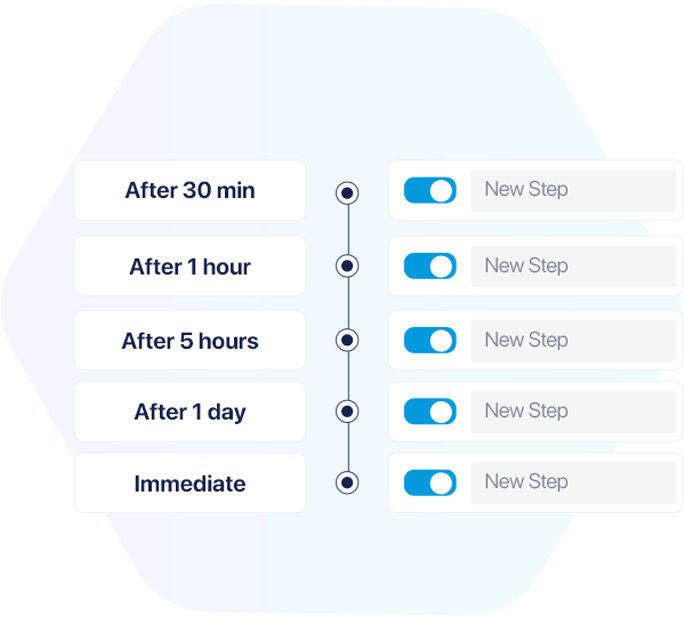 After 30 min
New Step
After 1 hour
New Step
After 5 hours
New Step
After 1 day
New Step
Immediate
New Step